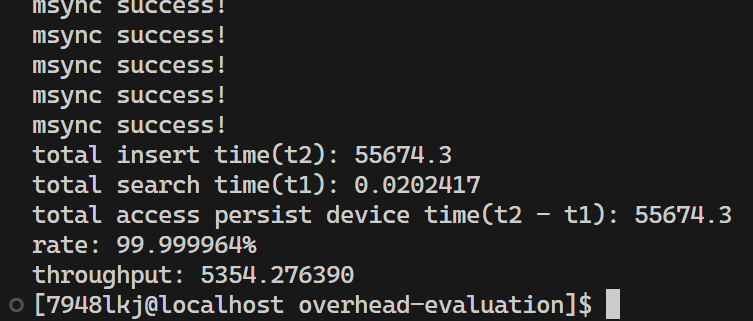 msync success!
msync success!
msync success!
msync success!
msync success!
total insert time(t2): 55674.3
total search time(t1): 0.0202417
total access persist device time(t2 - t1): 55674.3
rate: 99.999964%
throughput: 5354.276390
[7948lkj@localhost overhead-evaluation]$